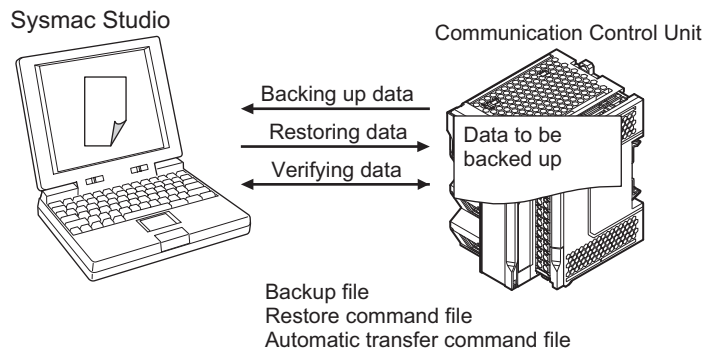 Sysmac Studio
Communication Control Unit
Backing up data
Restoring data
Verifying data
Data to be
backed up
Backup file
Restore command file
Automatic transfer command file